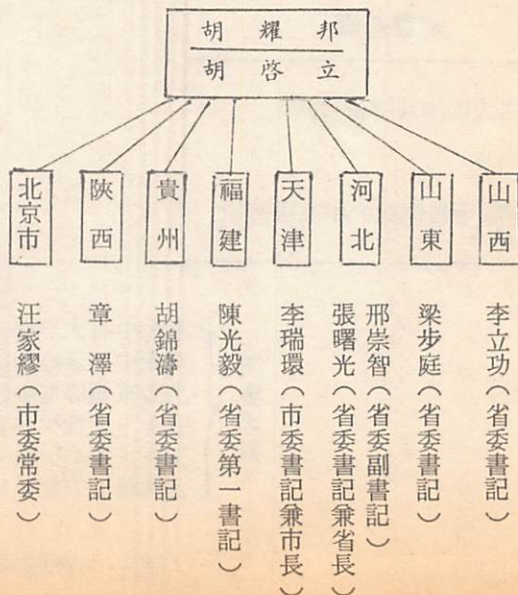 胡耀邦
胡啓立
山西
山東
河北
天津
福建
貴州
陝西
北京市
李立功（省委書記）
梁步庭（省委書記）
邢崇智（省委副書記）
張曙光（省委書記兼省長）
李瑞環（市委書記兼市長）
陳光毅（省委第一書記）
胡錦濤（省委書記）
章澤（省委書記）
汪家鏐（市委常委）